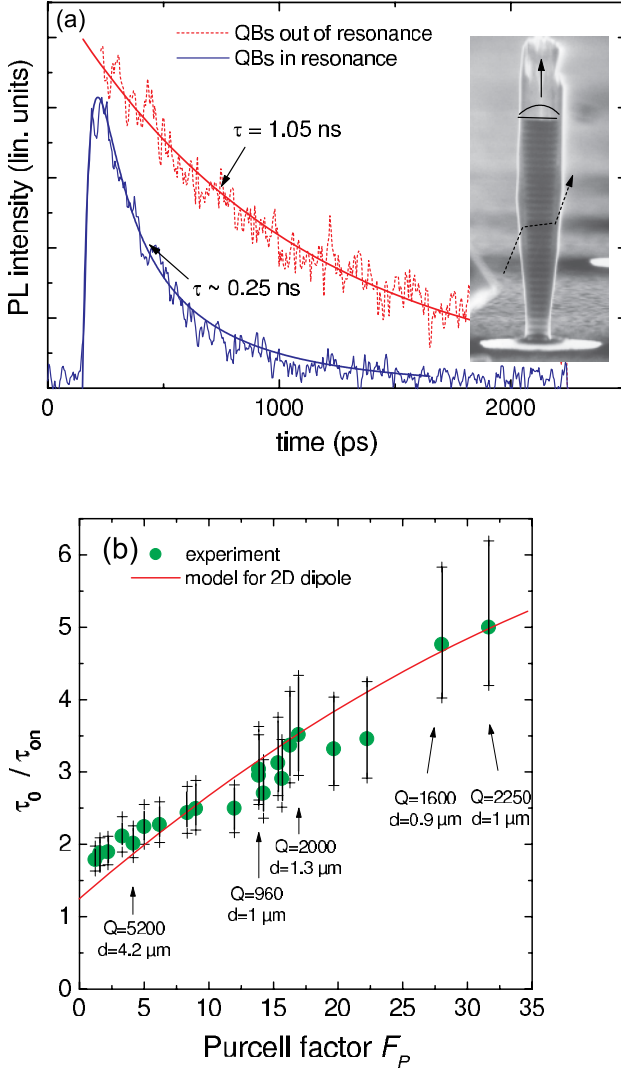 (a)
QBs out of resonance
QBs in resonance
τ = 1.05 ns
τ ~ 0.25 ns
PL intensity (lin. units)
0 1000 2000
time (ps)
(b)
experiment
model for 2D dipole
6
5
4
3
2
1
0
τ0 / τon
Q=1600
d=0.9 µm
Q=2250
d=1 µm
Q=2000
d=1.3 µm
Q=960
d=1 µm
Q=5200
d=4.2 µm
0 5 10 15 20 25 30 35
Purcell factor FP